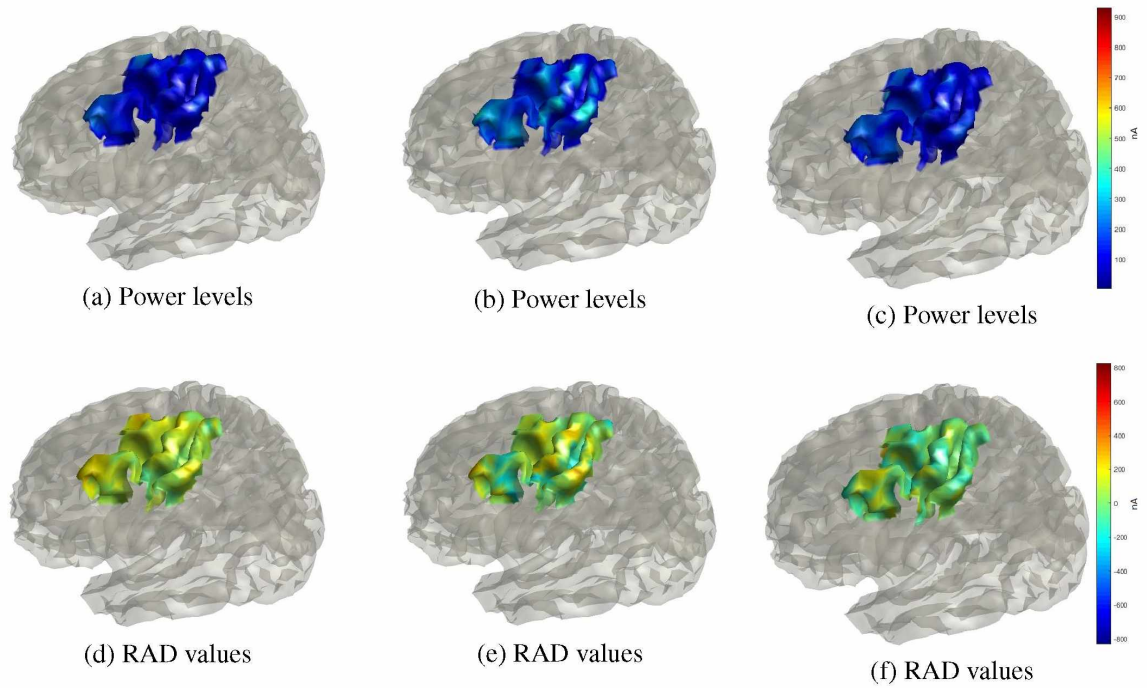 900
800
700
600
500
400
300
200
100
nA
(a) Power levels
(b) Power levels
(c) Power levels
800
600
400
200
0
-200
-400
-600
-800
nA
(d) RAD values
(e) RAD values
(f) RAD values